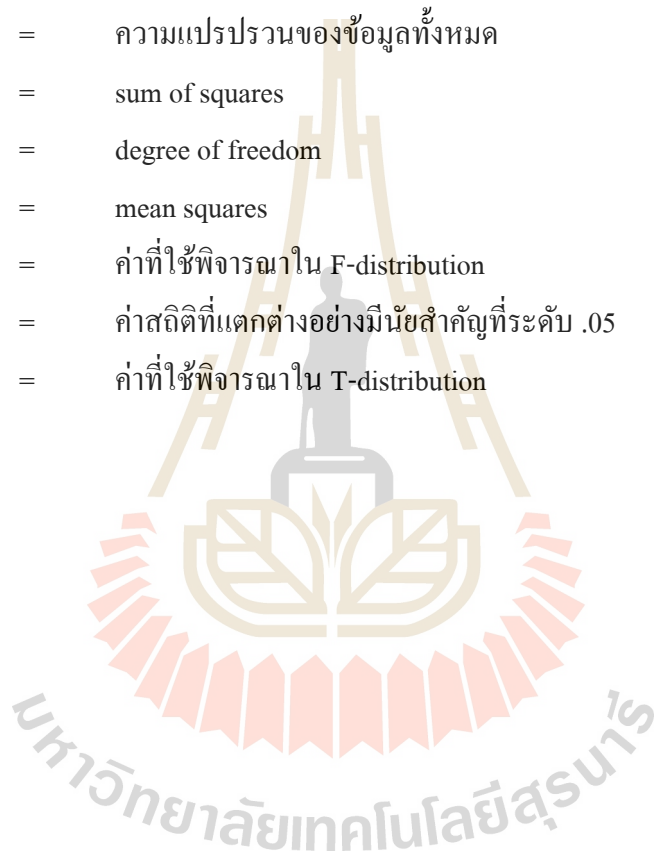 = ความแปรปรวนของข้อมูลทั้งหมด
= sum of squares
= degree of freedom
= mean squares
= ค่าที่ใช้พิจารณาใน F-distribution
= ค่าสถิติที่แตกต่างอย่างมีนัยสำคัญที่ระดับ .05
= ค่าที่ใช้พิจารณาใน T-distribution
มหาวิทยาลัยเทคโนโลยีสุรนารี